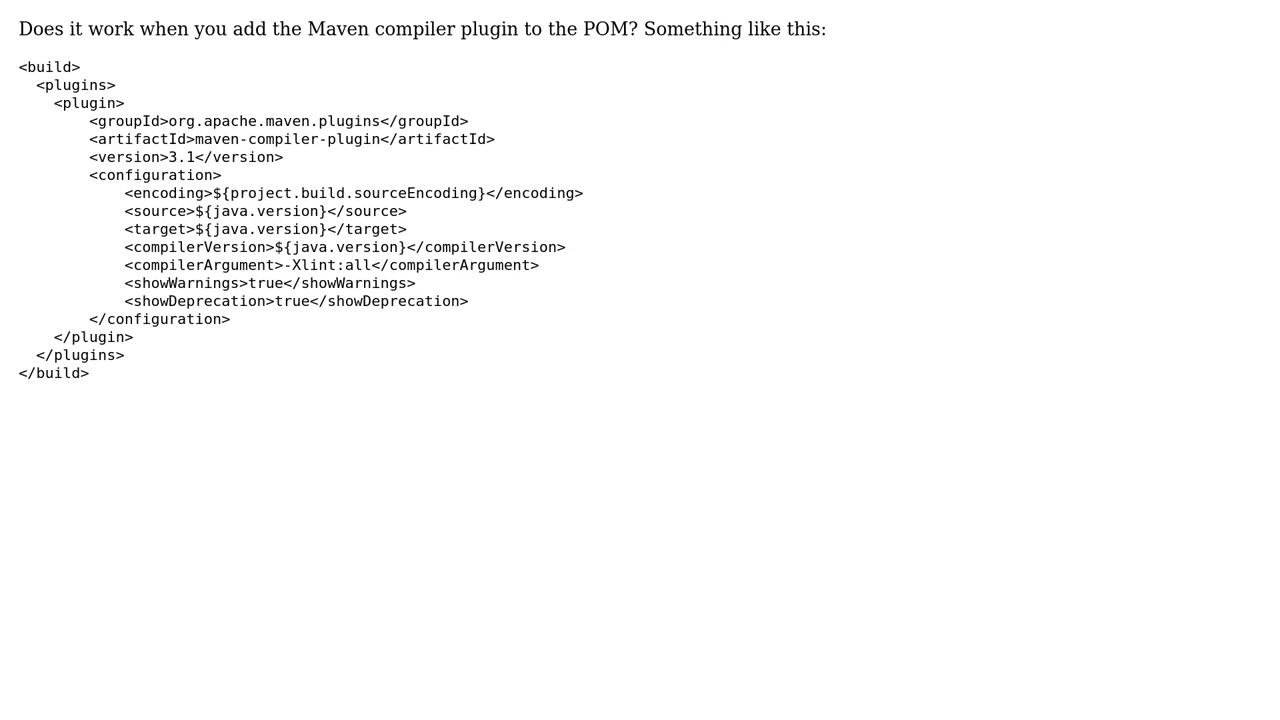 Does it work when you add the Maven compiler plugin to the POM? Something like this:
<build>
  <plugins>
    <plugin>
        <groupId>org.apache.maven.plugins</groupId>
        <artifactId>maven-compiler-plugin</artifactId>
        <version>3.1</version>
        <configuration>
            <encoding>${project.build.sourceEncoding}</encoding>
            <source>${java.version}</source>
            <target>${java.version}</target>
            <compilerVersion>${java.version}</compilerVersion>
            <compilerArgument>-Xlint:all</compilerArgument>
            <showWarnings>true</showWarnings>
            <showDeprecation>true</showDeprecation>
        </configuration>
    </plugin>
  </plugins>
</build>